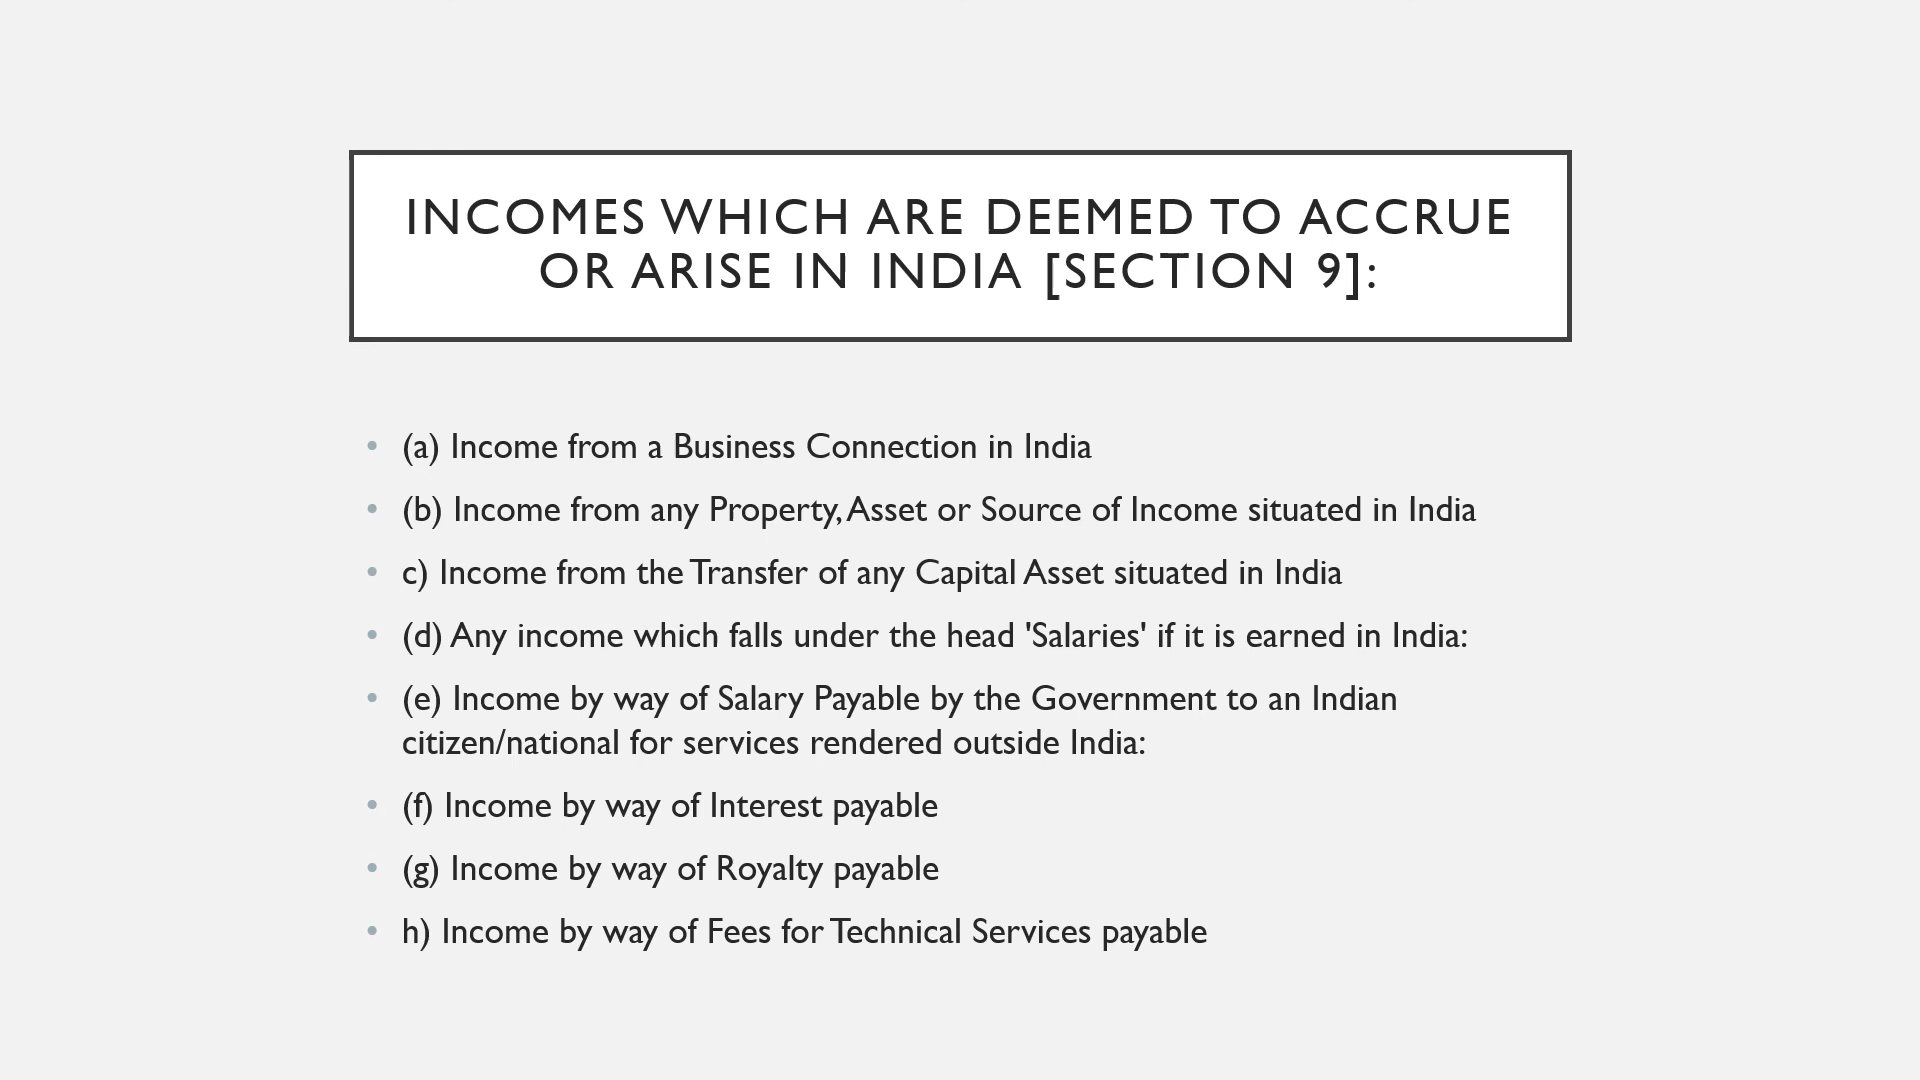 INCOMES WHICH ARE DEEMED TO ACCRUE
OR ARISE IN INDIA [SECTION 9]:
• (a) Income from a Business Connection in India
• (b) Income from any Property, Asset or Source of Income situated in India
• c) Income from the Transfer of any Capital Asset situated in India
• (d) Any income which falls under the head 'Salaries' if it is earned in India:
• (e) Income by way of Salary Payable by the Government to an Indian
citizen/national for services rendered outside India:
• (f) Income by way of Interest payable
• (g) Income by way of Royalty payable
• h) Income by way of Fees for Technical Services payable